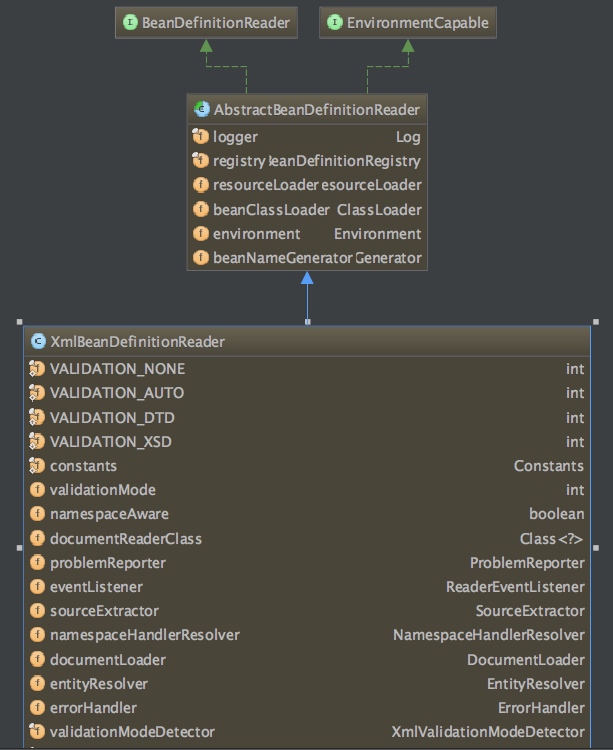 BeanDefinitionReader
EnvironmentCapable
AbstractBeanDefinitionReader
logger Log
registry eanDefinitionRegistry
resourceLoader esourceLoader
beanClassLoader ClassLoader
environment Environment
beanNameGenerator Generator
XmlBeanDefinitionReader
VALIDATION_NONE int
VALIDATION_AUTO int
VALIDATION_DTD int
VALIDATION_XSD int
constants Constants
validationMode int
namespaceAware boolean
documentReaderClass Class<?>
problemReporter ProblemReporter
eventListener ReaderEventListener
sourceExtractor SourceExtractor
namespaceHandlerResolver NamespaceHandlerResolver
documentLoader DocumentLoader
entityResolver EntityResolver
errorHandler ErrorHandler
validationModeDetector XmlValidationModeDetector